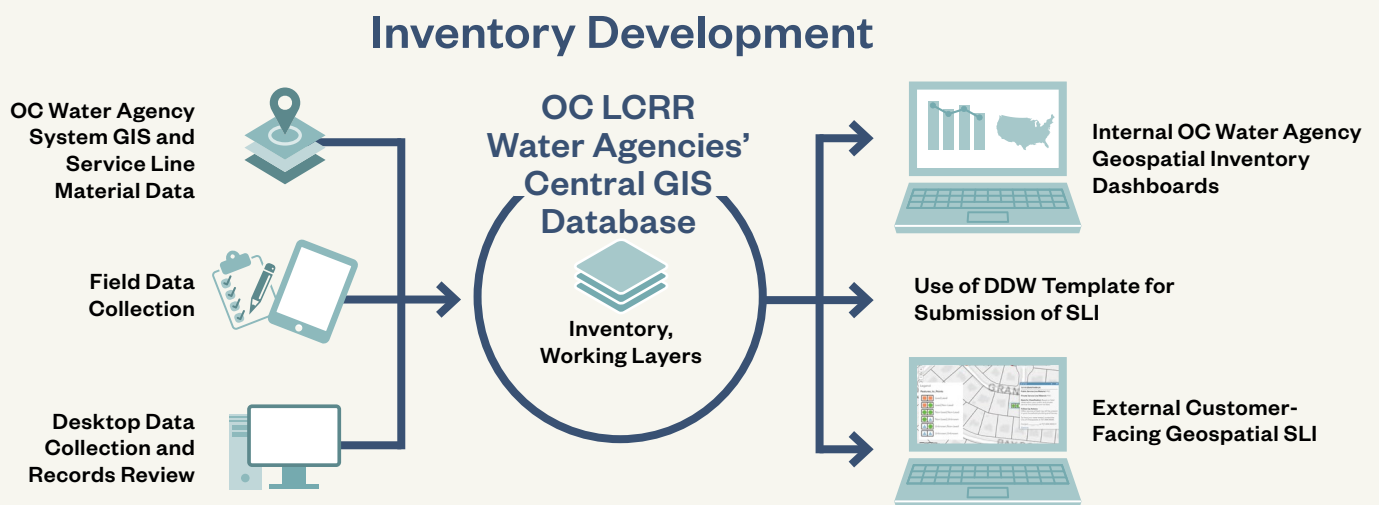 Inventory Development
OC Water Agency
System GIS and
Service Line
Material Data
Field Data
Collection
Desktop Data
Collection and
Records Review
OC LCRR
Water Agencies’
Central GIS
Database
Inventory,
Working Layers
Internal OC Water Agency
Geospatial Inventory
Dashboards
Use of DDW Template for
Submission of SLI
External Customer-
Facing Geospatial SLI